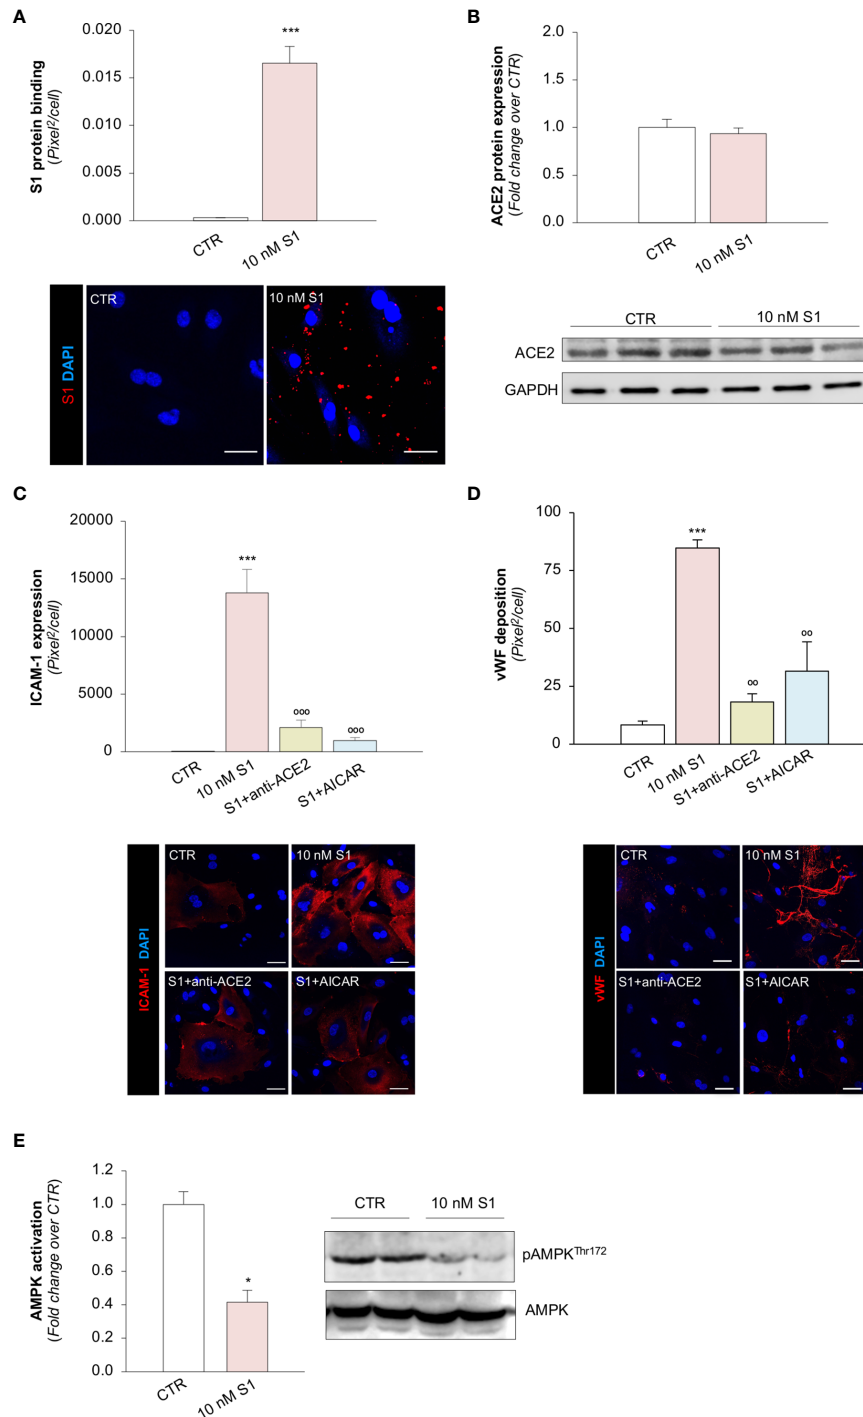 A
S1 protein binding
(Pixel²/cell)
0.020
0.015
0.010
0.005
0.000
***
CTR
10 nM S1
S1 DAPI
CTR
10 nM S1
B
ACE2 protein expression
(Fold change over CTR)
2.0
1.5
1.0
0.5
0.0
CTR
10 nM S1
CTR
10 nM S1
ACE2
GAPDH
C
ICAM-1 expression
(Pixel²/cell)
20000
15000
10000
5000
0
***
ooo
ooo
CTR
10 nM S1
S1+anti-ACE2
S1+AICAR
ICAM-1 DAPI
CTR
10 nM S1
S1+anti-ACE2
S1+AICAR
D
vWF deposition
(Pixel²/cell)
100
75
50
25
0
***
oo
oo
CTR
10 nM S1
S1+anti-ACE2
S1+AICAR
vWF DAPI
CTR
10 nM S1
S1+anti-ACE2
S1+AICAR
E
AMPK activation
(Fold change over CTR)
1.2
1.0
0.8
0.6
0.4
0.2
0.0
*
CTR
10 nM S1
CTR
10 nM S1
pAMPK^Thr172
AMPK